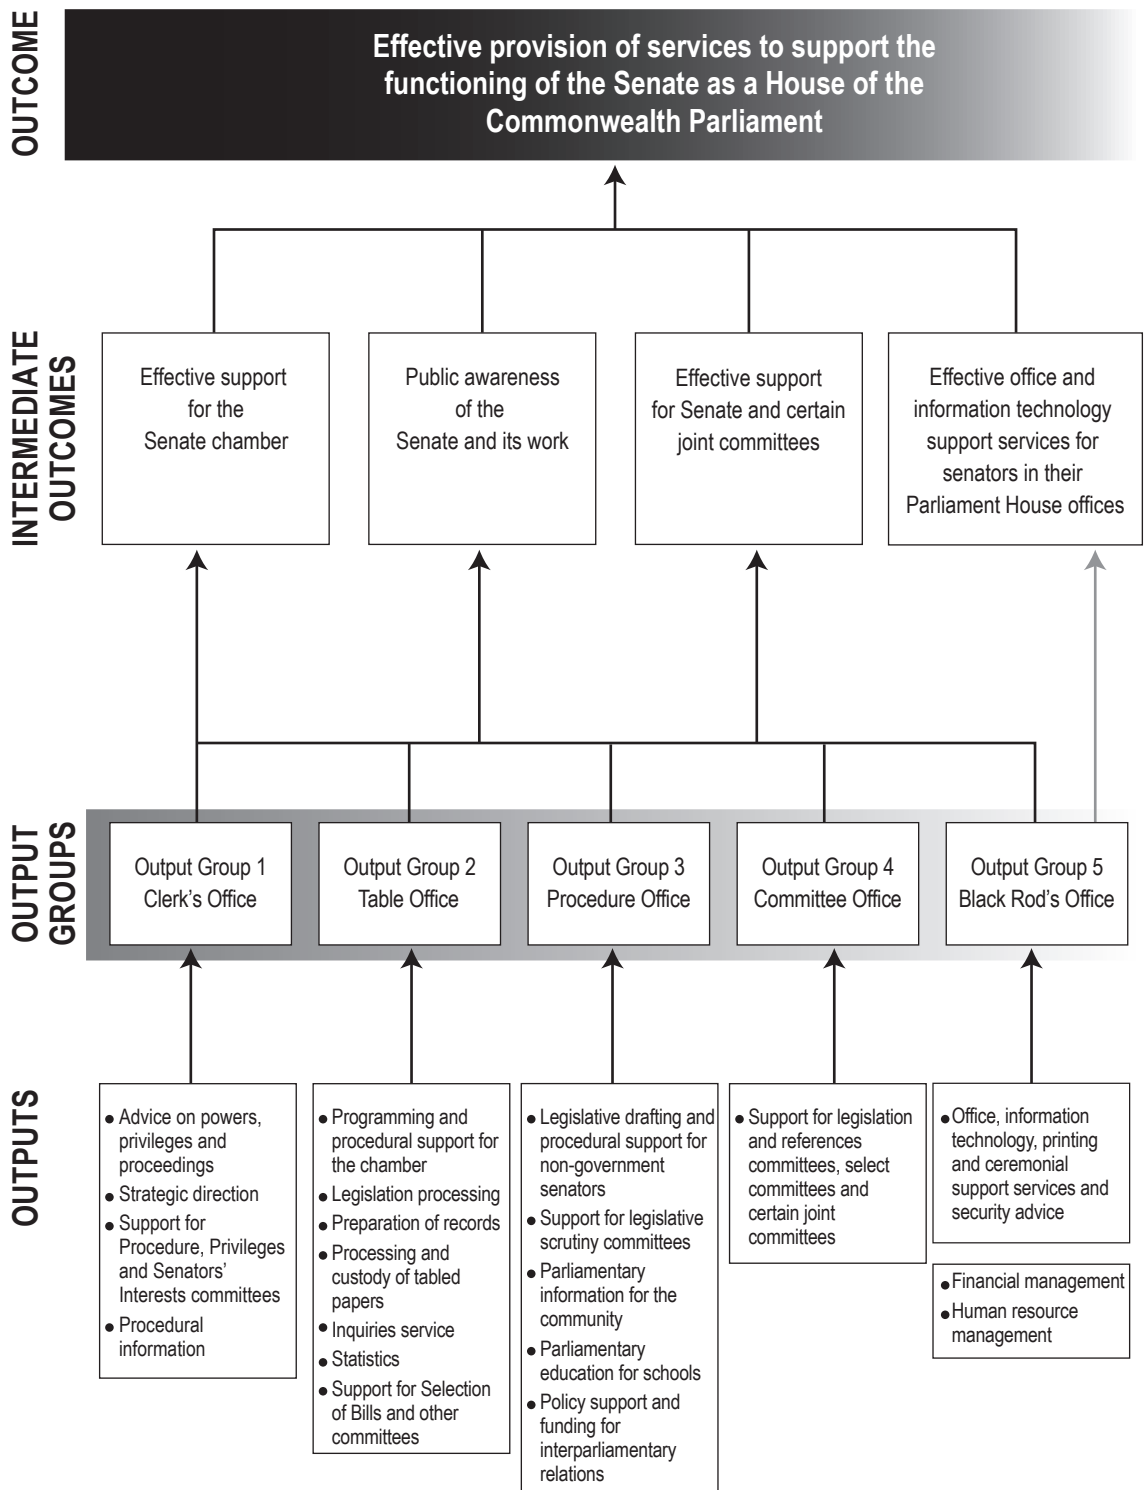 OUTCOME
Effective provision of services to support the
functioning of the Senate as a House of the
Commonwealth Parliament
INTERMEDIATE
OUTCOMES
Effective support
for the
Senate chamber
Public awareness
of the
Senate and its work
Effective support
for Senate and certain
joint committees
Effective office and
information technology
support services for
senators in their
Parliament House offices
OUTPUT
GROUPS
Output Group 1
Clerk's Office
Output Group 2
Table Office
Output Group 3
Procedure Office
Output Group 4
Committee Office
Output Group 5
Black Rod's Office
OUTPUTS
• Advice on powers,
privileges and
proceedings
• Strategic direction
• Support for
Procedure, Privileges
and Senators'
Interests committees
• Procedural
information
• Programming and
procedural support for
the chamber
• Legislation processing
• Preparation of records
• Processing and
custody of tabled
papers
• Inquiries service
• Statistics
• Support for Selection
of Bills and other
committees
• Legislative drafting and
procedural support for
non-government
senators
• Support for legislative
scrutiny committees
• Parliamentary
information for the
community
• Parliamentary
education for schools
• Policy support and
funding for
interparliamentary
relations
• Support for legislation
and references
committees, select
committees and
certain joint
committees
• Office, information
technology, printing
and ceremonial
support services and
security advice
• Financial management
• Human resource
management